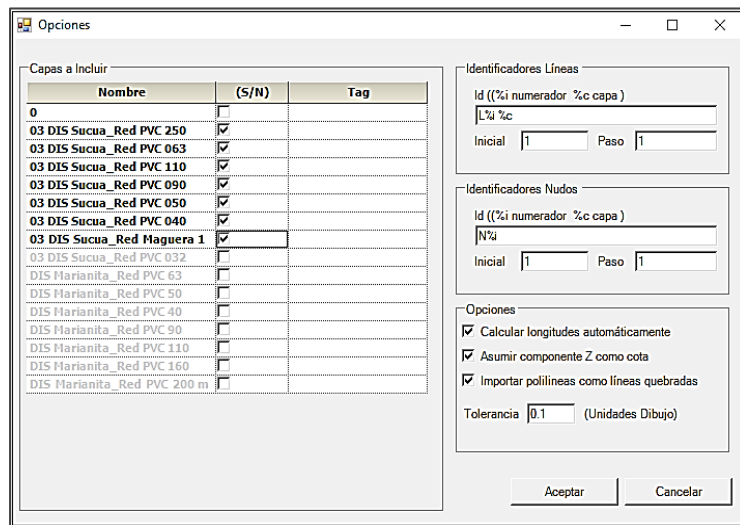 Opciones
Capas a Incluir
Nombre (S/N) Tag
0
03 DIS Sucua_Red PVC 250
03 DIS Sucua_Red PVC 063
03 DIS Sucua_Red PVC 110
03 DIS Sucua_Red PVC 090
03 DIS Sucua_Red PVC 050
03 DIS Sucua_Red PVC 040
03 DIS Sucua_Red Maguera 1
03 DIS Sucua_Red PVC 032
DIS Marianita_Red PVC 63
DIS Marianita_Red PVC 50
DIS Marianita_Red PVC 40
DIS Marianita_Red PVC 90
DIS Marianita_Red PVC 110
DIS Marianita_Red PVC 160
DIS Marianita_Red PVC 200 m
Identificadores Líneas
Id ((%i numerador %c capa )
L%i %c
Inicial 1 Paso 1
Identificadores Nudos
Id ((%i numerador %c capa )
N%i
Inicial 1 Paso 1
Opciones
Calcular longitudes automáticamente
Asumir componente Z como cota
Importar polilineas como líneas quebradas
Tolerancia 0.1 (Unidades Dibujo)
Aceptar Cancelar